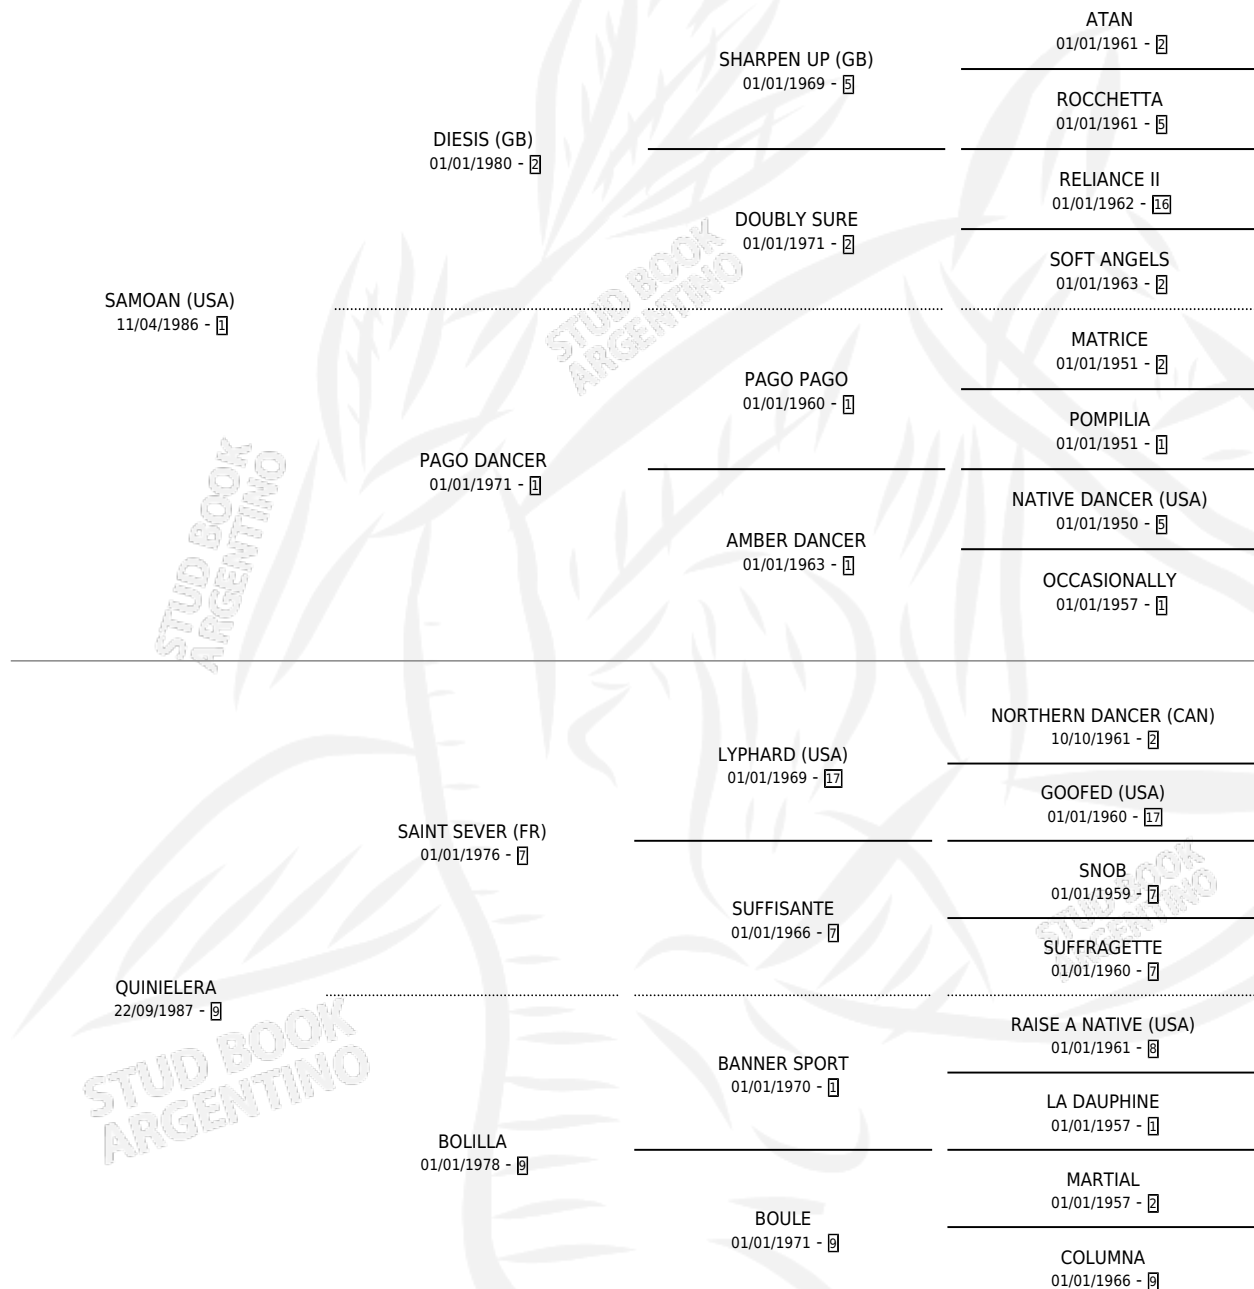 ATAN
01/01/1961 - 2
SHARPEN UP (GB)
01/01/1969 - 5
ROCCHETTA
01/01/1961 - 5
DIESIS (GB)
01/01/1980 - 2
RELIANCE II
01/01/1962 - 16
DOUBLY SURE
01/01/1971 - 2
SOFT ANGELS
01/01/1963 - 2
SAMOAN (USA)
11/04/1986 - 1
STUD BOOK
ARGENTINO
MATRICE
01/01/1951 - 2
PAGO PAGO
01/01/1960 - 1
POMPILIA
01/01/1951 - 1
PAGO DANCER
01/01/1971 - 1
NATIVE DANCER (USA)
01/01/1950 - 5
AMBER DANCER
01/01/1963 - 1
OCCASIONALLY
01/01/1957 - 1
STUD BOOK
ARGENTINO
NORTHERN DANCER (CAN)
10/10/1961 - 2
LYPHARD (USA)
01/01/1969 - 17
GOOFED (USA)
01/01/1960 - 17
SAINT SEVER (FR)
01/01/1976 - 7
SNOB
01/01/1959 - 7
SUFFISANTE
01/01/1966 - 7
SUFFRAGETTE
01/01/1960 - 7
STUD BOOK
ARGENTINO
QUINIELERA
22/09/1987 - 9
RAISE A NATIVE (USA)
01/01/1961 - 8
BANNER SPORT
01/01/1970 - 1
LA DAUPHINE
01/01/1957 - 1
STUD BOOK
ARGENTINO
BOLILLA
01/01/1978 - 9
MARTIAL
01/01/1957 - 2
BOULE
01/01/1971 - 9
COLUMNA
01/01/1966 - 9